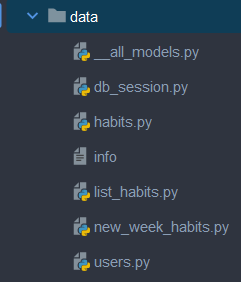 data
__all_models.py
db_session.py
habits.py
info
list_habits.py
new_week_habits.py
users.py